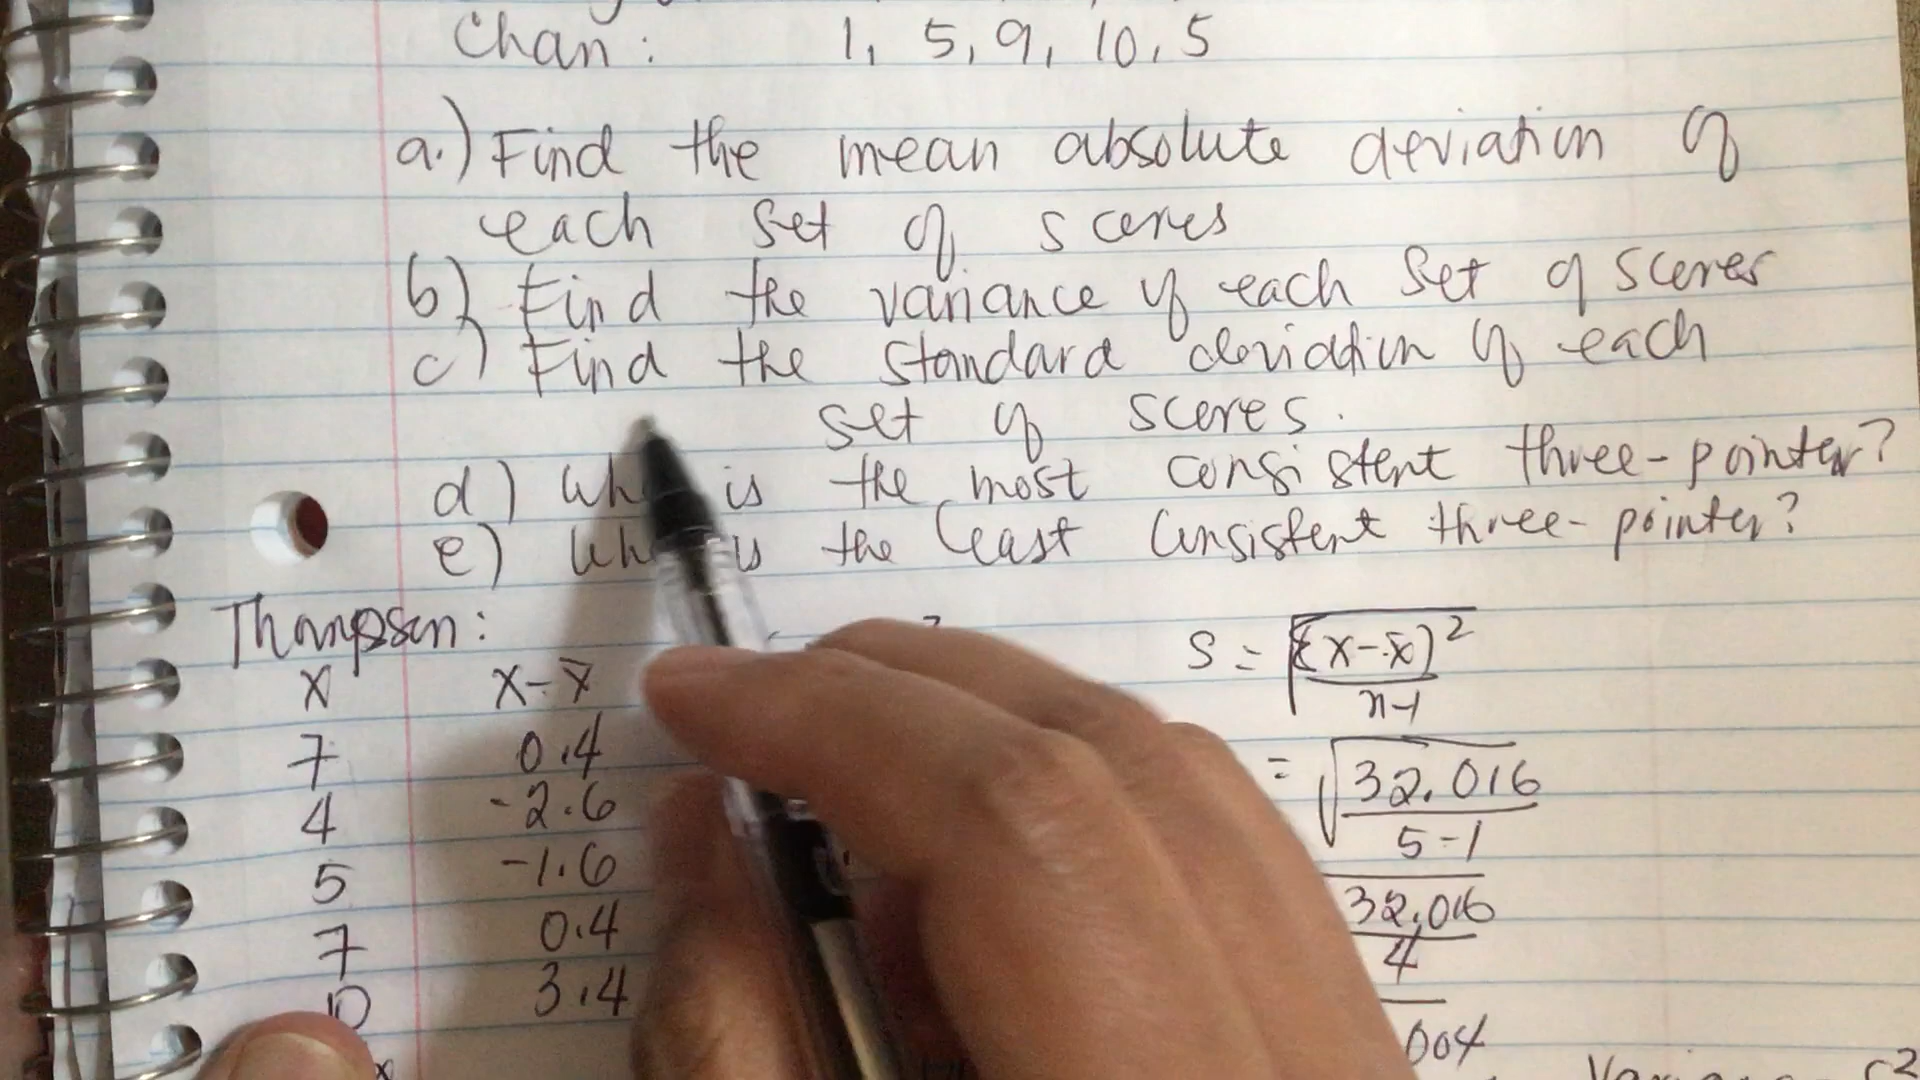 Chan: 1, 5, 9, 10, 5
a.) Find the mean absolute deviation of
each set of scores
b) Find the variance of each set of scores
c) Find the standard deviation of each
set of scores.
d) is the most consistent three-pointer?
e) is the least consistent three-pointer?
Thompson:
x x-x̄
7 0.4
4 -2.6
5 -1.6
7 0.4
10 3.4
S = √(Σ(x-x̄)²/n-1)
= √(32.016/5-1)
32.016/4
004